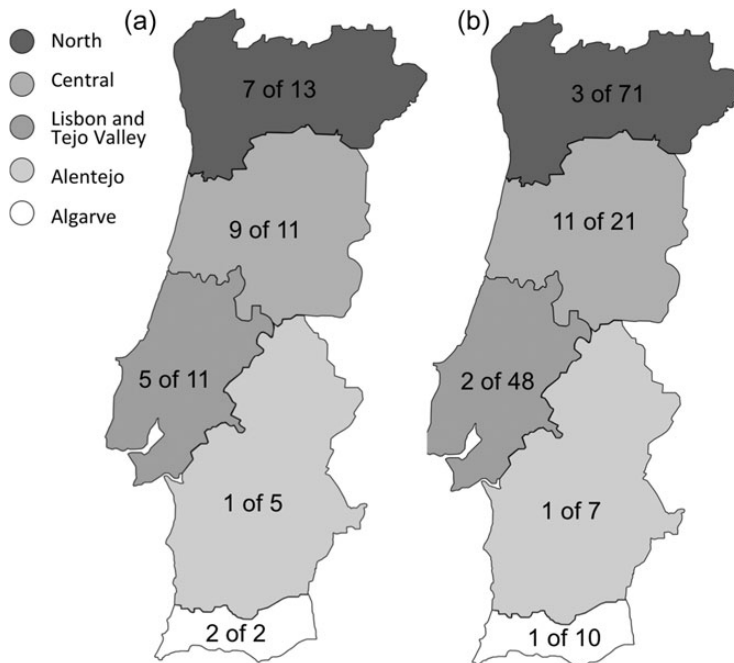 (a)
(b)
North
Central
Lisbon and
Tejo Valley
Alentejo
Algarve
7 of 13
9 of 11
5 of 11
1 of 5
2 of 2
3 of 71
11 of 21
2 of 48
1 of 7
1 of 10